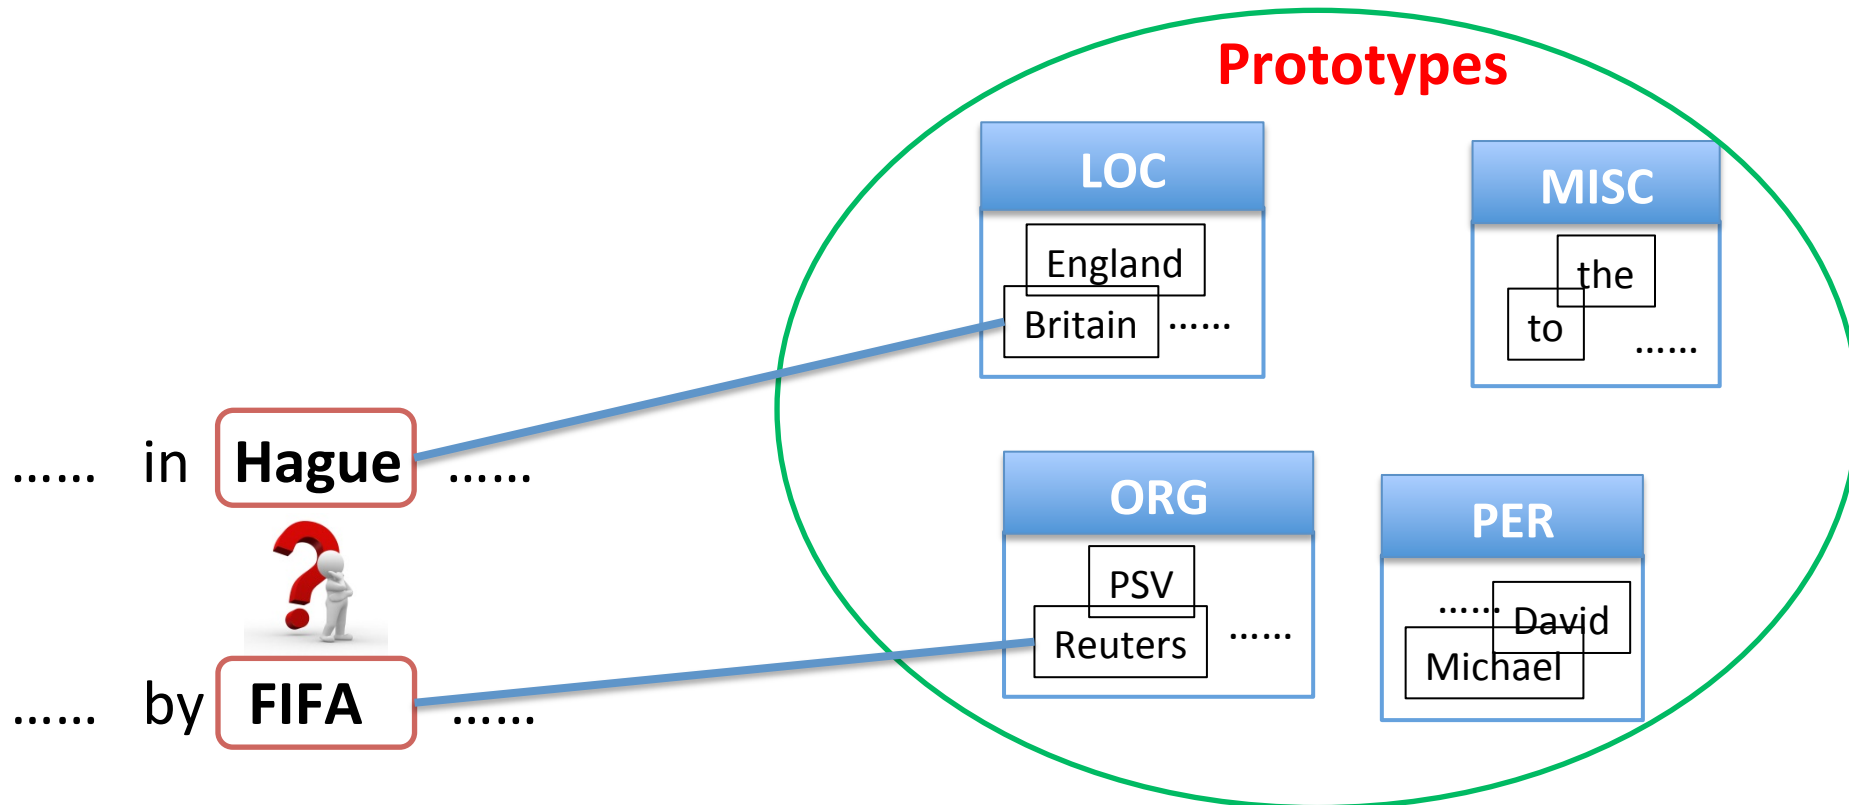 Prototypes
LOC
England
Britain ……
MISC
the
to
……
…… in Hague ……
ORG
PSV
Reuters ……
PER
…… David
Michael
…… by FIFA ……